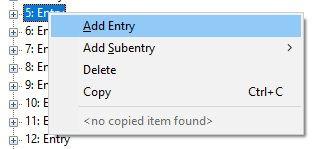 5: Entry
6: En
7: En
8: En
9: En
10: E
11: E
12: Entry
Add Entry
Add Subentry
Delete
Copy Ctrl+C
<no copied item found>